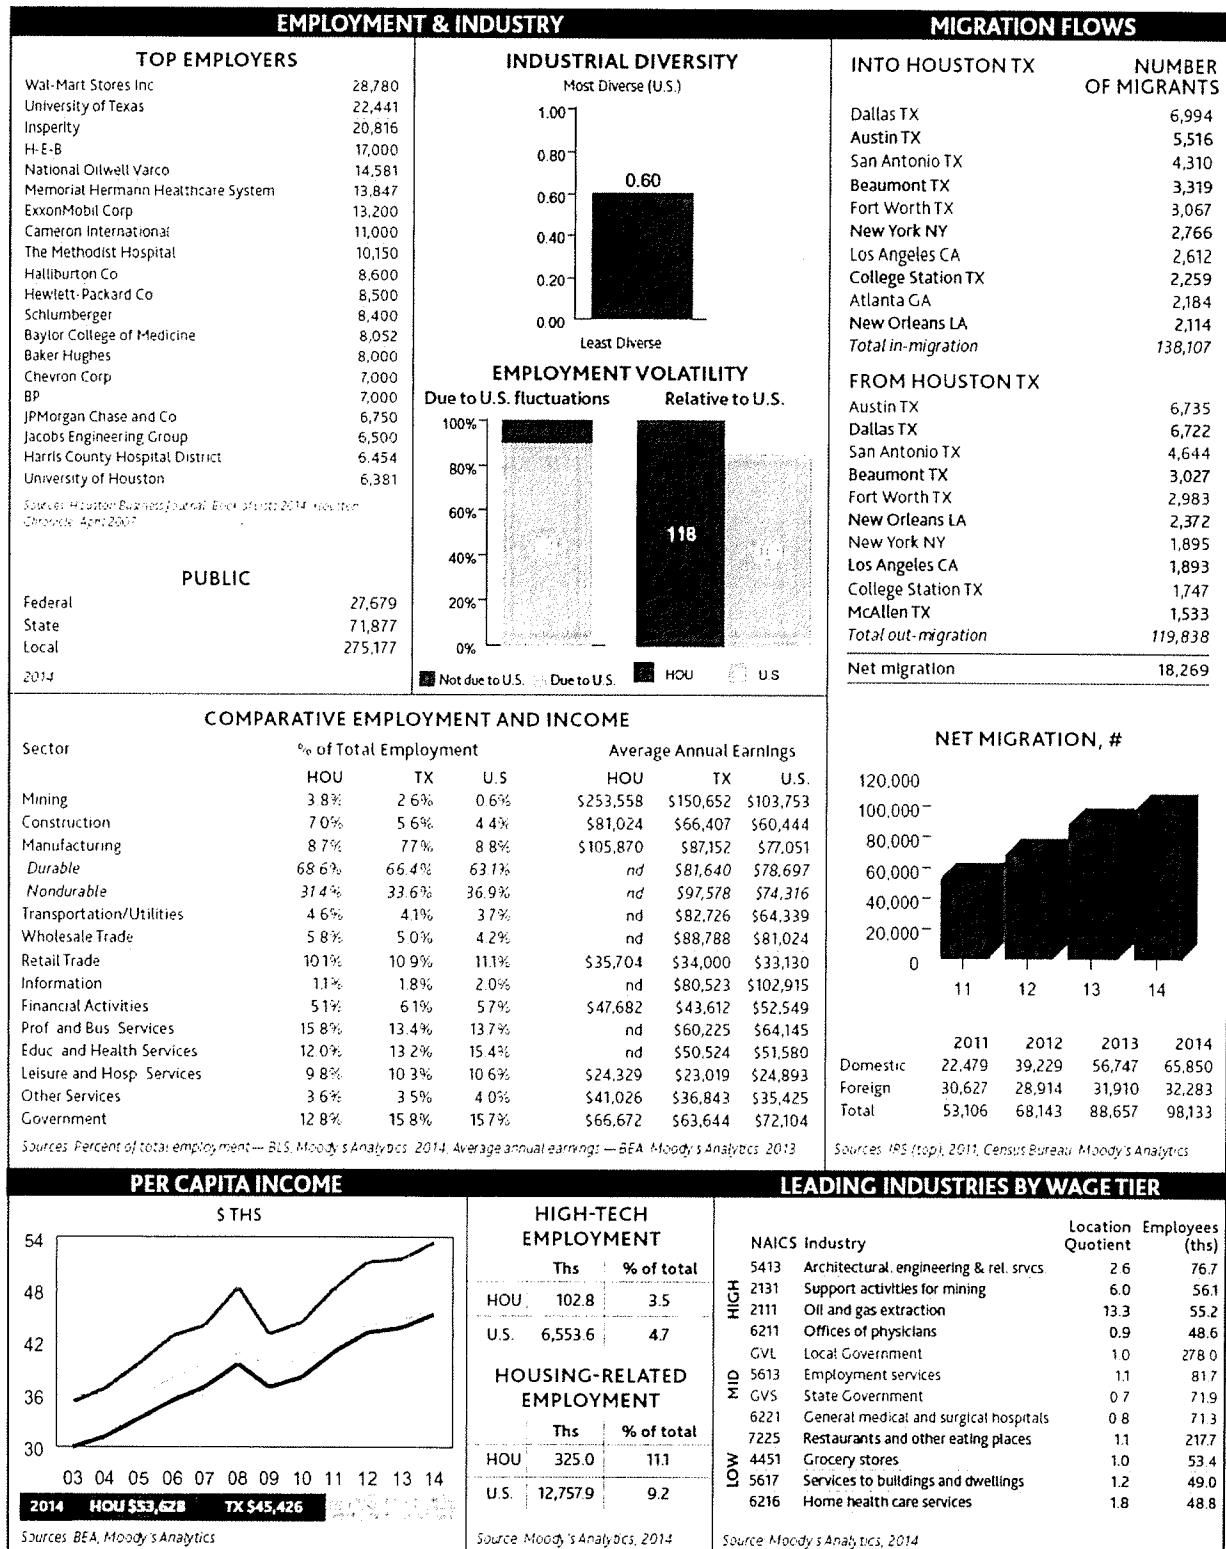 EMPLOYMENT & INDUSTRY
TOP EMPLOYERS
Wal-Mart Stores Inc 28,780
University of Texas 22,441
Insperity 20,816
H-E-B 17,000
National Oilwell Varco 14,581
Memorial Hermann Healthcare System 13,847
ExxonMobil Corp 13,200
Cameron International 11,000
The Methodist Hospital 10,150
Halliburton Co 8,600
Hewlett-Packard Co 8,500
Schlumberger 8,400
Baylor College of Medicine 8,052
Baker Hughes 8,000
Chevron Corp 7,000
BP 7,000
JPMorgan Chase and Co 6,750
Jacobs Engineering Group 6,500
Harris County Hospital District 6.454
University of Houston 6,381
Sources: Houston Business Journal, Book of Lists 2014, Houston
Chronicle, April 2007
PUBLIC
Federal 27,679
State 71,877
Local 275,177
2014
INDUSTRIAL DIVERSITY
Most Diverse (U.S.)
1.00
0.80
0.60
0.60
0.40
0.20
0.00
Least Diverse
EMPLOYMENT VOLATILITY
Due to U.S. fluctuations Relative to U.S.
100%
80%
60%
40%
20%
0%
118
Not due to U.S. Due to U.S. HOU U.S
MIGRATION FLOWS
INTO HOUSTON TX NUMBER
OF MIGRANTS
Dallas TX 6,994
Austin TX 5,516
San Antonio TX 4,310
Beaumont TX 3,319
Fort Worth TX 3,067
New York NY 2,766
Los Angeles CA 2,612
College Station TX 2,259
Atlanta GA 2,184
New Orleans LA 2,114
Total in-migration 138,107
FROM HOUSTON TX
Austin TX 6,735
Dallas TX 6,722
San Antonio TX 4,644
Beaumont TX 3,027
Fort Worth TX 2,983
New Orleans LA 2,372
New York NY 1,895
Los Angeles CA 1,893
College Station TX 1,747
McAllen TX 1,533
Total out-migration 119,838
Net migration 18,269
COMPARATIVE EMPLOYMENT AND INCOME
Sector % of Total Employment Average Annual Earnings
HOU TX U.S HOU TX U.S.
Mining 3 8% 2 6% 0.6% $253,558 $150,652 $103,753
Construction 7 0% 5 6% 4 4% $81,024 $66,407 $60,444
Manufacturing 8 7% 77% 8 8% $105,870 $87,152 $77,051
Durable 68 6% 66.4% 63.1% nd $81,640 $78,697
Nondurable 31 4% 33.6% 36.9% nd $97,578 $74,316
Transportation/Utilities 4 6% 4.1% 3 7% nd $82,726 $64,339
Wholesale Trade 5 8% 5.0% 4.2% nd $88,788 $81,024
Retail Trade 10 1% 10 9% 11.1% $35,704 $34,000 $33,130
Information 1.1% 1.8% 2.0% nd $80,523 $102,915
Financial Activities 5 1% 6 1% 5 7% $47,682 $43,612 $52,549
Prof and Bus Services 15 8% 13.4% 13 7% nd $60,225 $64,145
Educ and Health Services 12.0% 13 2% 15.4% nd $50,524 $51,580
Leisure and Hosp Services 9 8% 10 3% 10 6% $24,329 $23,019 $24,893
Other Services 3 6% 3 5% 4 0% $41,026 $36,843 $35,425
Government 12 8% 15 8% 15 7% $66,672 $63,644 $72,104
Sources Percent of total employment — BLS, Moody's Analytics 2014, Average annual earnings — BEA Moody's Analytics 2013
NET MIGRATION, #
120,000
100,000
80,000
60,000
40,000
20,000
0
11 12 13 14
2011 2012 2013 2014
Domestic 22,479 39,229 56,747 65,850
Foreign 30,627 28,914 31,910 32,283
Total 53,106 68,143 88,657 98,133
Sources IRS (top), 2011, Census Bureau Moody's Analytics
PER CAPITA INCOME
$ THS
54
48
42
36
30
03 04 05 06 07 08 09 10 11 12 13 14
2014 HOU $53,628 TX $45,426
Sources BEA, Moody's Analytics
HIGH-TECH
EMPLOYMENT
Ths % of total
HOU 102.8 3.5
U.S. 6,553.6 4.7
HOUSING-RELATED
EMPLOYMENT
Ths % of total
HOU 325.0 11.1
U.S. 12,757.9 9.2
Source Moody's Analytics, 2014
LEADING INDUSTRIES BY WAGE TIER
Location Employees
NAICS Industry Quotient (ths)
HIGH
5413 Architectural, engineering & rel. srvcs 2.6 76.7
2131 Support activities for mining 6.0 56.1
2111 Oil and gas extraction 13.3 55.2
6211 Offices of physicians 0.9 48.6
MID
GVL Local Government 1 0 278 0
5613 Employment services 1.1 81.7
GVS State Government 0 7 71.9
6221 General medical and surgical hospitals 0 8 71.3
LOW
7225 Restaurants and other eating places 1.1 217.7
4451 Grocery stores 1.0 53.4
5617 Services to buildings and dwellings 1.2 49.0
6216 Home health care services 1.8 48.8
Source Moody's Analytics, 2014